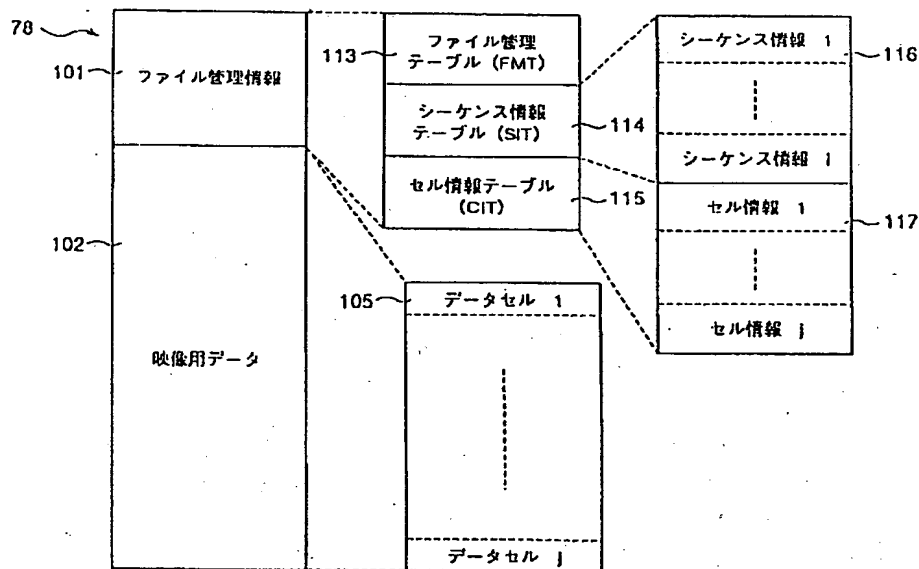 78
101
ファイル管理情報
102
映像用データ
113
ファイル管理
テーブル (FMT)
シーケンス情報
テーブル (SIT)
114
セル情報テーブル
(CIT)
115
シーケンス情報 1
116
シーケンス情報 i
セル情報 1
117
セル情報 j
105
データセル 1
データセル j